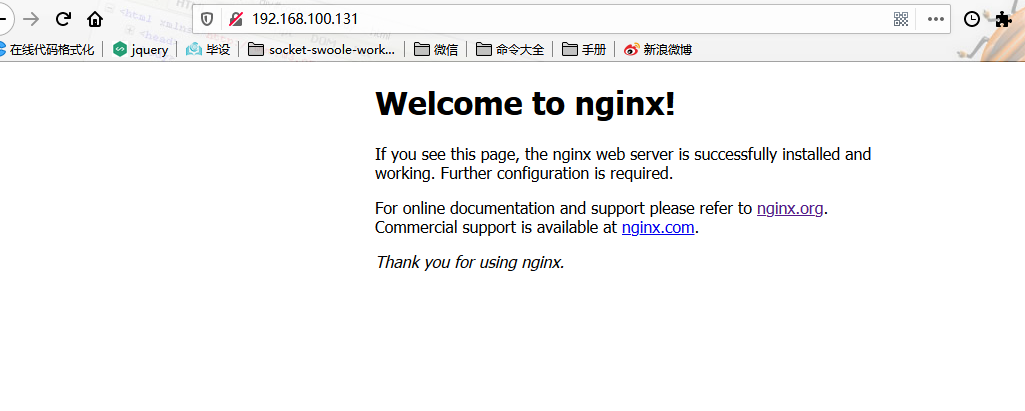 192.168.100.131
在线代码格式化 jquery 毕设 socket-swoole-work... 微信 命令大全 手册 新浪微博
Welcome to nginx!
If you see this page, the nginx web server is successfully installed and
working. Further configuration is required.
For online documentation and support please refer to nginx.org.
Commercial support is available at nginx.com.
Thank you for using nginx.